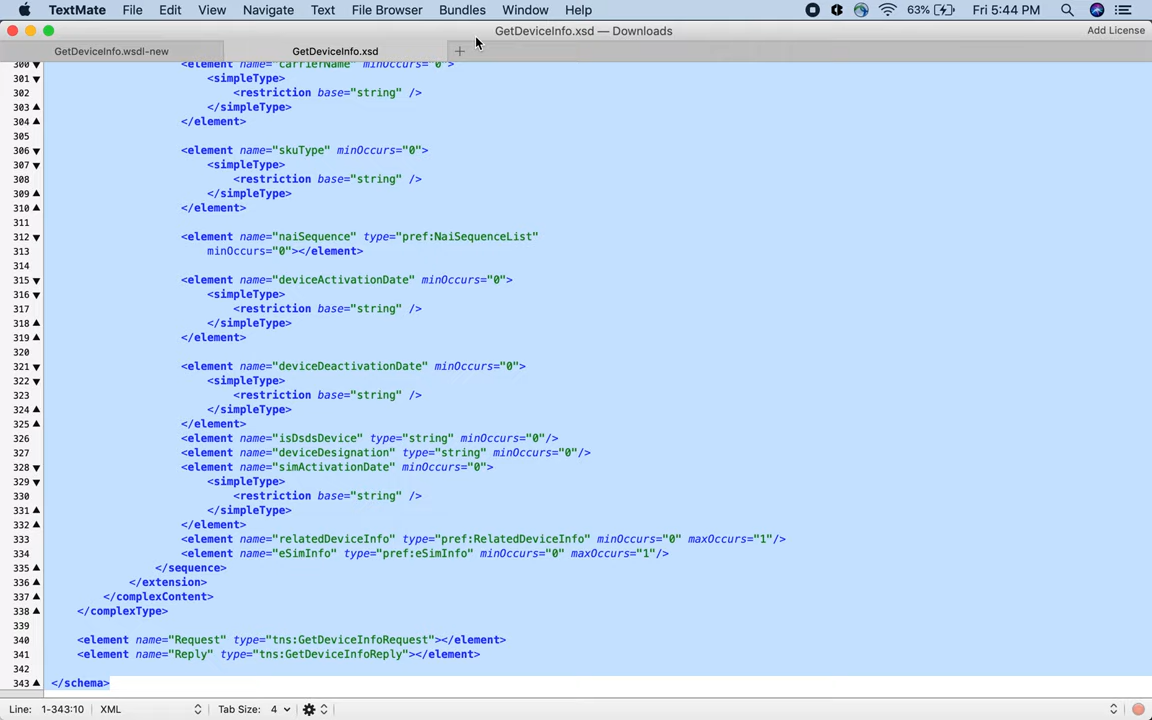 TextMate File Edit View Navigate Text File Browser Bundles Window Help 63% Fri 5:44 PM
GetDeviceInfo.xsd — Downloads Add License
GetDeviceInfo.wsdl-new GetDeviceInfo.xsd +
300 <element name="carrierName" minOccurs="0">
301 <simpleType>
302 <restriction base="string" />
303 </simpleType>
304 </element>
305
306 <element name="skuType" minOccurs="0">
307 <simpleType>
308 <restriction base="string" />
309 </simpleType>
310 </element>
311
312 <element name="naiSequence" type="pref:NaiSequenceList"
313 minOccurs="0"></element>
314
315 <element name="deviceActivationDate" minOccurs="0">
316 <simpleType>
317 <restriction base="string" />
318 </simpleType>
319 </element>
320
321 <element name="deviceDeactivationDate" minOccurs="0">
322 <simpleType>
323 <restriction base="string" />
324 </simpleType>
325 </element>
326 <element name="isDsdsDevice" type="string" minOccurs="0"/>
327 <element name="deviceDesignation" type="string" minOccurs="0"/>
328 <element name="simActivationDate" minOccurs="0">
329 <simpleType>
330 <restriction base="string" />
331 </simpleType>
332 </element>
333 <element name="relatedDeviceInfo" type="pref:RelatedDeviceInfo" minOccurs="0" maxOccurs="1"/>
334 <element name="eSimInfo" type="pref:eSimInfo" minOccurs="0" maxOccurs="1"/>
335 </sequence>
336 </extension>
337 </complexContent>
338 </complexType>
339
340 <element name="Request" type="tns:GetDeviceInfoRequest"></element>
341 <element name="Reply" type="tns:GetDeviceInfoReply"></element>
342
343 </schema>
Line: 1-343:10 XML Tab Size: 4